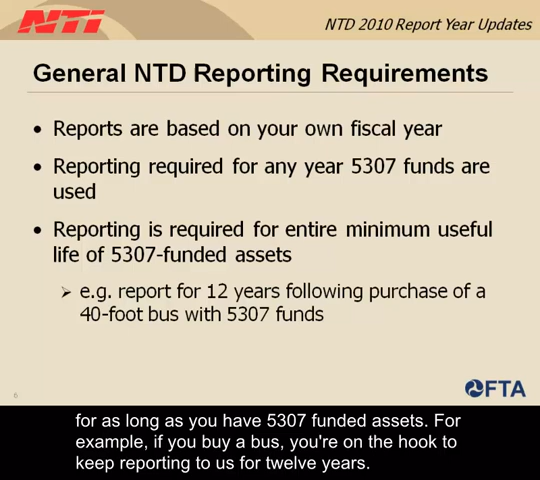 NTI
NTD 2010 Report Year Updates
General NTD Reporting Requirements
• Reports are based on your own fiscal year
• Reporting required for any year 5307 funds are
used
• Reporting is required for entire minimum useful
life of 5307-funded assets
➢ e.g. report for 12 years following purchase of a
40-foot bus with 5307 funds
6
FTA
for as long as you have 5307 funded assets. For
example, if you buy a bus, you're on the hook to
keep reporting to us for twelve years.